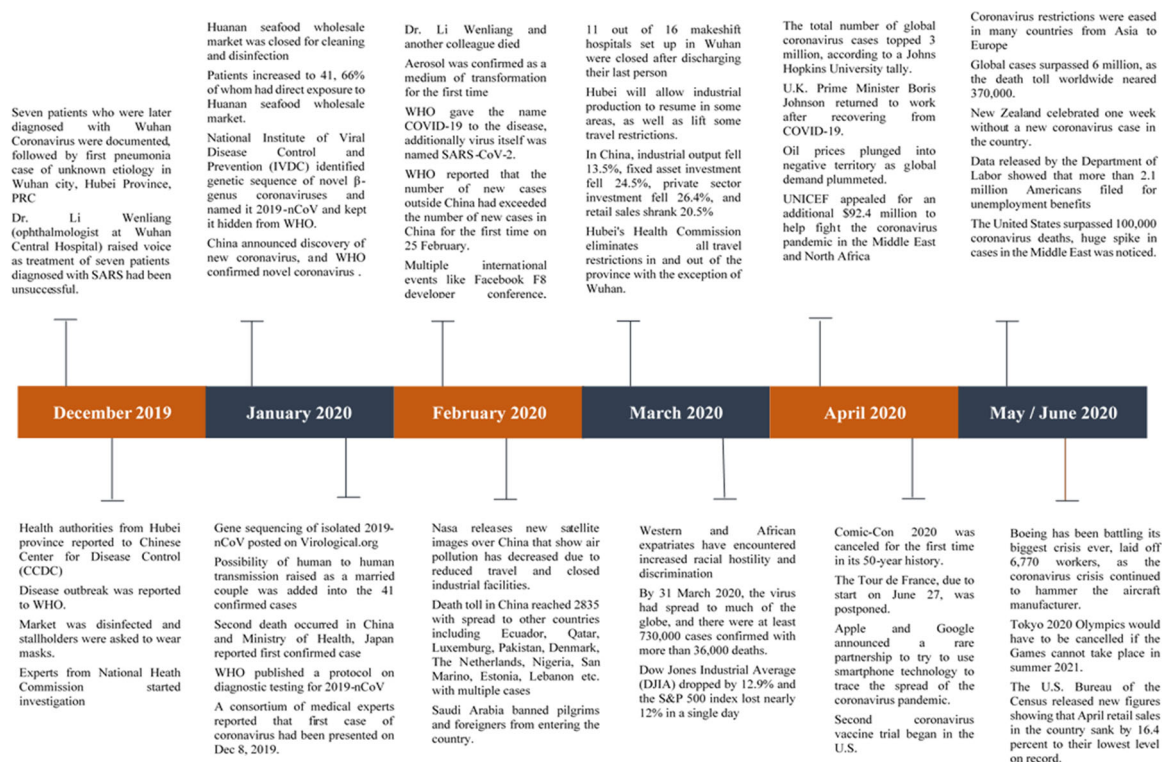 Seven patients who were later
diagnosed with Wuhan
Coronavirus were documented,
followed by first pneumonia
case of unknown etiology in
Wuhan city, Hubei Province,
PRC
Dr. Li Wenliang
(ophthalmologist at Wuhan
Central Hospital) raised voice
as treatment of seven patients
diagnosed with SARS had been
unsuccessful.
Huanan seafood wholesale
market was closed for cleaning
and disinfection
Patients increased to 41, 66%
of whom had direct exposure to
Huanan seafood wholesale
market.
National Institute of Viral
Disease Control and
Prevention (IVDC) identified
genetic sequence of novel β-
genus coronaviruses and
named it 2019-nCoV and kept
it hidden from WHO.
China announced discovery of
new coronavirus, and WHO
confirmed novel coronavirus .
Dr. Li Wenliang and
another colleague died
Aerosol was confirmed as a
medium of transformation
for the first time
WHO gave the name
COVID-19 to the disease,
additionally virus itself was
named SARS-CoV-2.
WHO reported that the
number of new cases
outside China had exceeded
the number of new cases in
China for the first time on
25 February.
Multiple international
events like Facebook F8
developer conference,
11 out of 16 makeshift
hospitals set up in Wuhan
were closed after discharging
their last person
Hubei will allow industrial
production to resume in some
areas, as well as lift some
travel restrictions.
In China, industrial output fell
13.5%, fixed asset investment
fell 24.5%, private sector
investment fell 26.4%, and
retail sales shrank 20.5%
Hubei's Health Commission
eliminates all travel
restrictions in and out of the
province with the exception of
Wuhan.
The total number of global
coronavirus cases topped 3
million, according to a Johns
Hopkins University tally.
U.K. Prime Minister Boris
Johnson returned to work
after recovering from
COVID-19.
Oil prices plunged into
negative territory as global
demand plummeted.
UNICEF appealed for an
additional $92.4 million to
help fight the coronavirus
pandemic in the Middle East
and North Africa
Coronavirus restrictions were eased
in many countries from Asia to
Europe
Global cases surpassed 6 million, as
the death toll worldwide neared
370,000.
New Zealand celebrated one week
without a new coronavirus case in
the country.
Data released by the Department of
Labor showed that more than 2.1
million Americans filed for
unemployment benefits
The United States surpassed 100,000
coronavirus deaths, huge spike in
cases in the Middle East was noticed.
December 2019
January 2020
February 2020
March 2020
April 2020
May / June 2020
Health authorities from Hubei
province reported to Chinese
Center for Disease Control
(CCDC)
Disease outbreak was reported
to WHO.
Market was disinfected and
stallholders were asked to wear
masks.
Experts from National Heath
Commission started
investigation
Gene sequencing of isolated 2019-
nCoV posted on Virological.org
Possibility of human to human
transmission raised as a married
couple was added into the 41
confirmed cases
Second death occurred in China
and Ministry of Health, Japan
reported first confirmed case
WHO published a protocol on
diagnostic testing for 2019-nCoV
A consortium of medical experts
reported that first case of
coronavirus had been presented on
Dec 8, 2019.
Nasa releases new satellite
images over China that show air
pollution has decreased due to
reduced travel and closed
industrial facilities.
Death toll in China reached 2835
with spread to other countries
including Ecuador, Qatar,
Luxemburg, Pakistan, Denmark,
The Netherlands, Nigeria, San
Marino, Estonia, Lebanon etc.
with multiple cases
Saudi Arabia banned pilgrims
and foreigners from entering the
country.
Western and African
expatriates have encountered
increased racial hostility and
discrimination
By 31 March 2020, the virus
had spread to much of the
globe, and there were at least
730,000 cases confirmed with
more than 36,000 deaths.
Dow Jones Industrial Average
(DJIA) dropped by 12.9% and
the S&P 500 index lost nearly
12% in a single day
Comic-Con 2020 was
canceled for the first time
in its 50-year history.
The Tour de France, due to
start on June 27, was
postponed.
Apple and Google
announced a rare
partnership to try to use
smartphone technology to
trace the spread of the
coronavirus pandemic.
Second coronavirus
vaccine trial began in the
U.S.
Boeing has been battling its
biggest crisis ever, laid off
6,770 workers, as the
coronavirus crisis continued
to hammer the aircraft
manufacturer.
Tokyo 2020 Olympics would
have to be cancelled if the
Games cannot take place in
summer 2021.
The U.S. Bureau of the
Census released new figures
showing that April retail sales
in the country sank by 16.4
percent to their lowest level
on record.